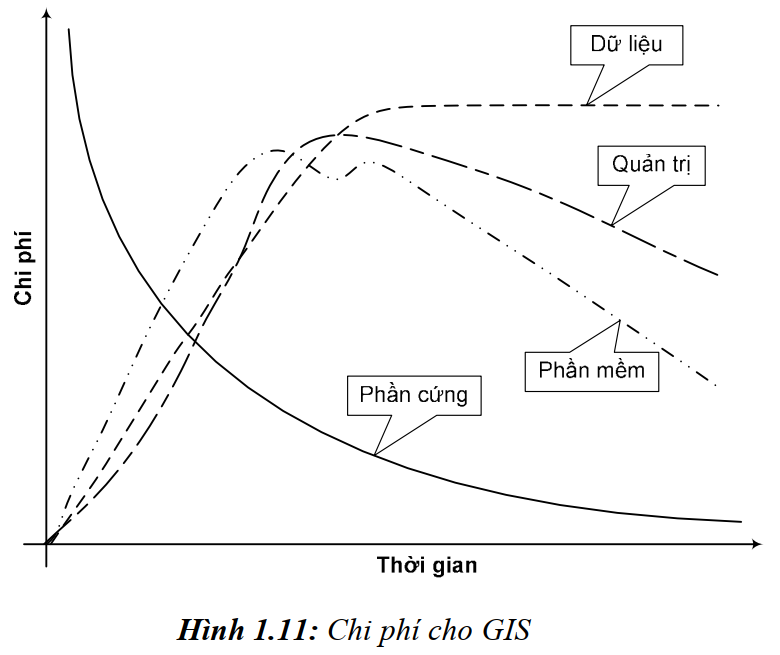 Dữ liệu
Quản trị
Chi phí
Phần mềm
Phần cứng
Thời gian
Hình 1.11: Chi phí cho GIS